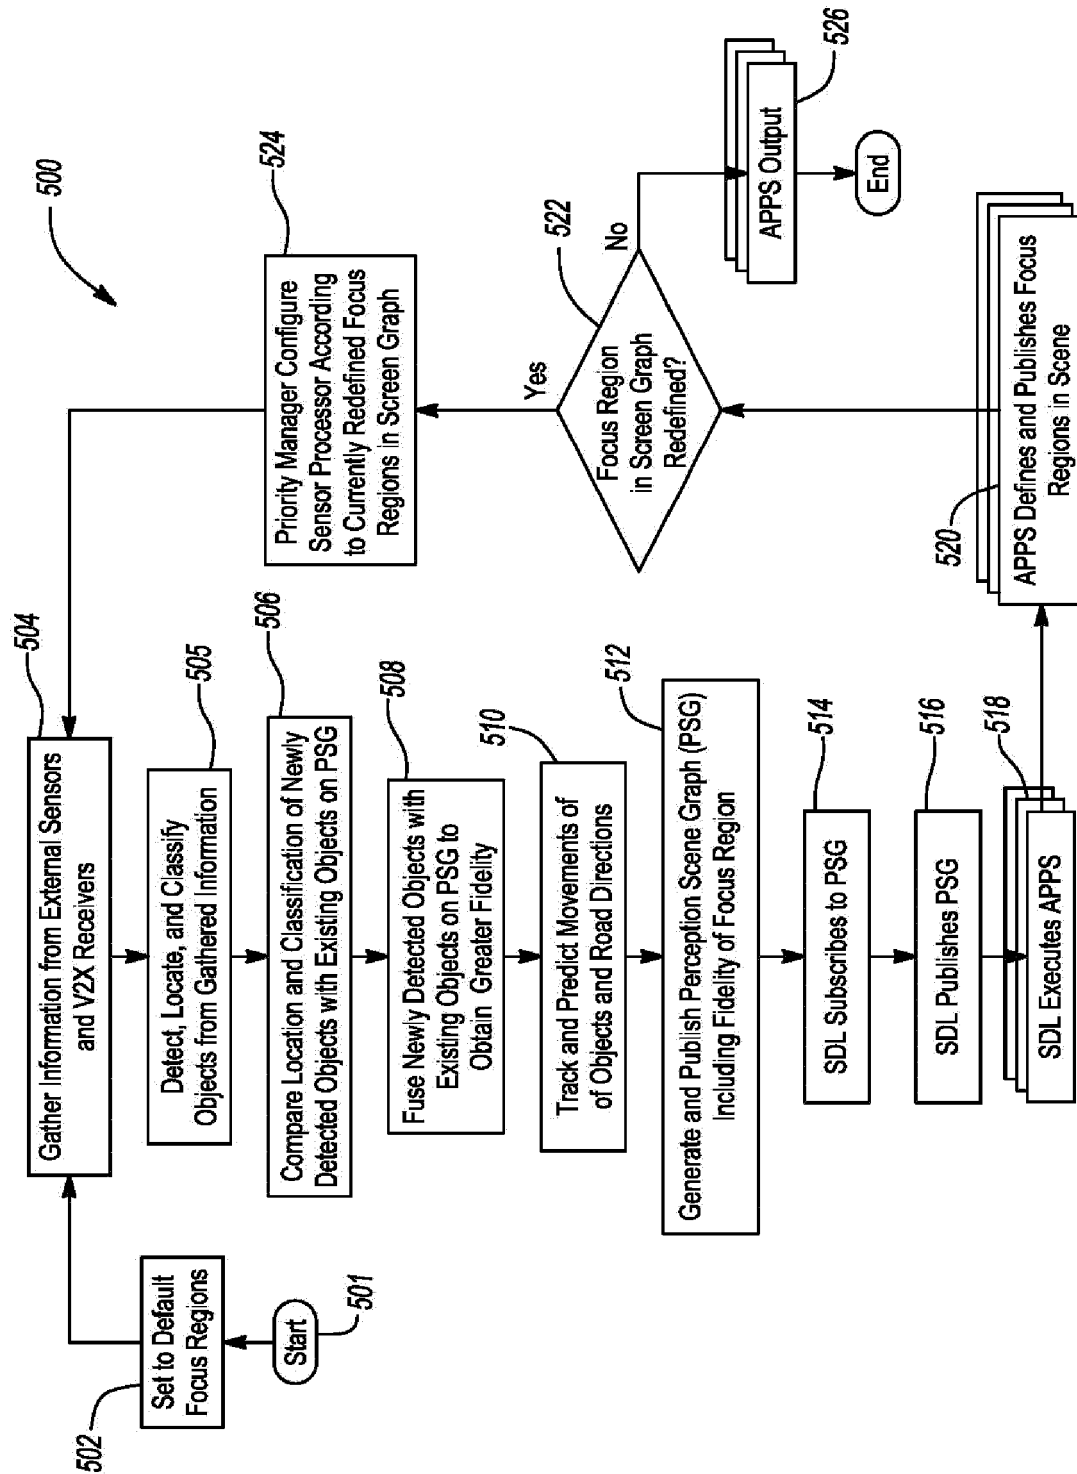 500
501
Start
502
Set to Default
Focus Regions
504
Gather Information from External Sensors
and V2X Receivers
505
Detect, Locate, and Classify
Objects from Gathered Information
506
Compare Location and Classification of Newly
Detected Objects with Existing Objects on PSG
508
Fuse Newly Detected Objects with
Existing Objects on PSG to
Obtain Greater Fidelity
510
Track and Predict Movements of
of Objects and Road Directions
512
Generate and Publish Perception Scene Graph (PSG)
Including Fidelity of Focus Region
514
SDL Subscribes to PSG
516
SDL Publishes PSG
518
SDL Executes APPS
520
APPS Defines and Publishes Focus
Regions in Scene
522
Focus Region
in Screen Graph
Redefined?
Yes
No
524
Priority Manager Configure
Sensor Processor According
to Currently Redefined Focus
Regions in Screen Graph
526
APPS Output
End